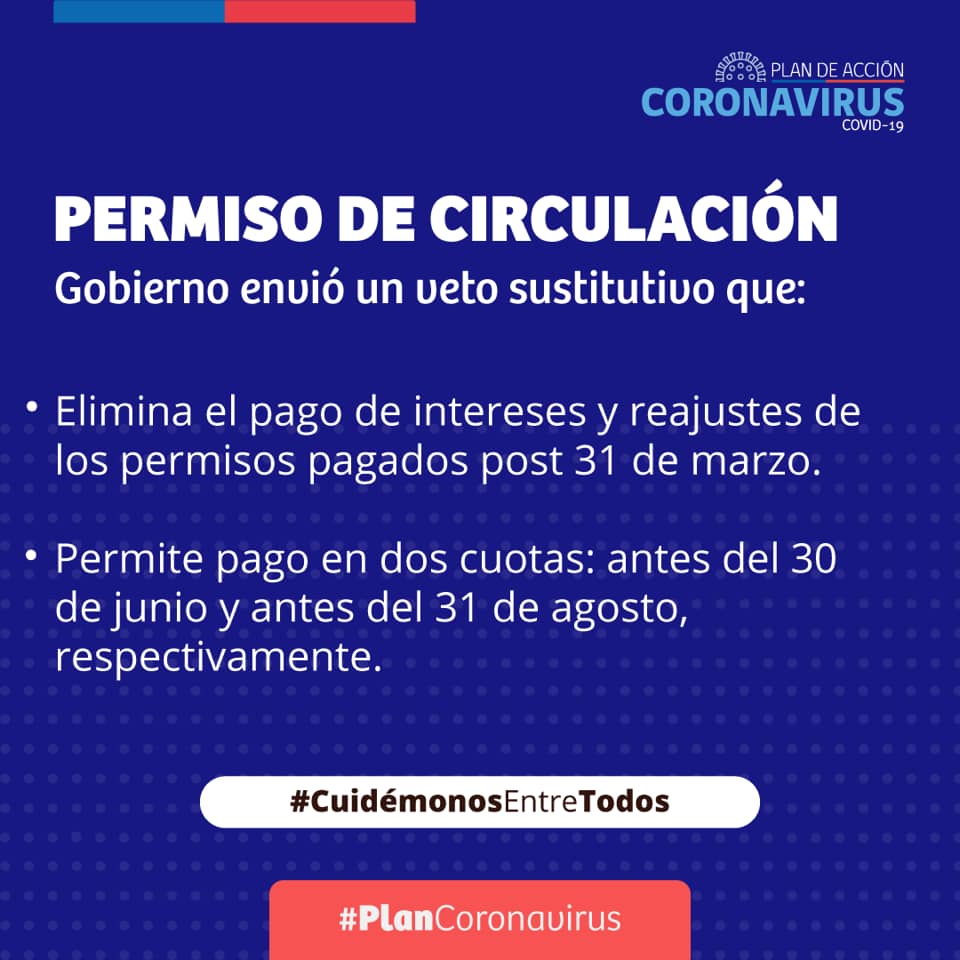 PLAN DE ACCIÓN
CORONAVIRUS
COVID-19
PERMISO DE CIRCULACIÓN
Gobierno envió un veto sustitutivo que:
• Elimina el pago de intereses y reajustes de
los permisos pagados post 31 de marzo.
• Permite pago en dos cuotas: antes del 30
de junio y antes del 31 de agosto,
respectivamente.
#CuidémonosEntreTodos
#PlanCoronavirus